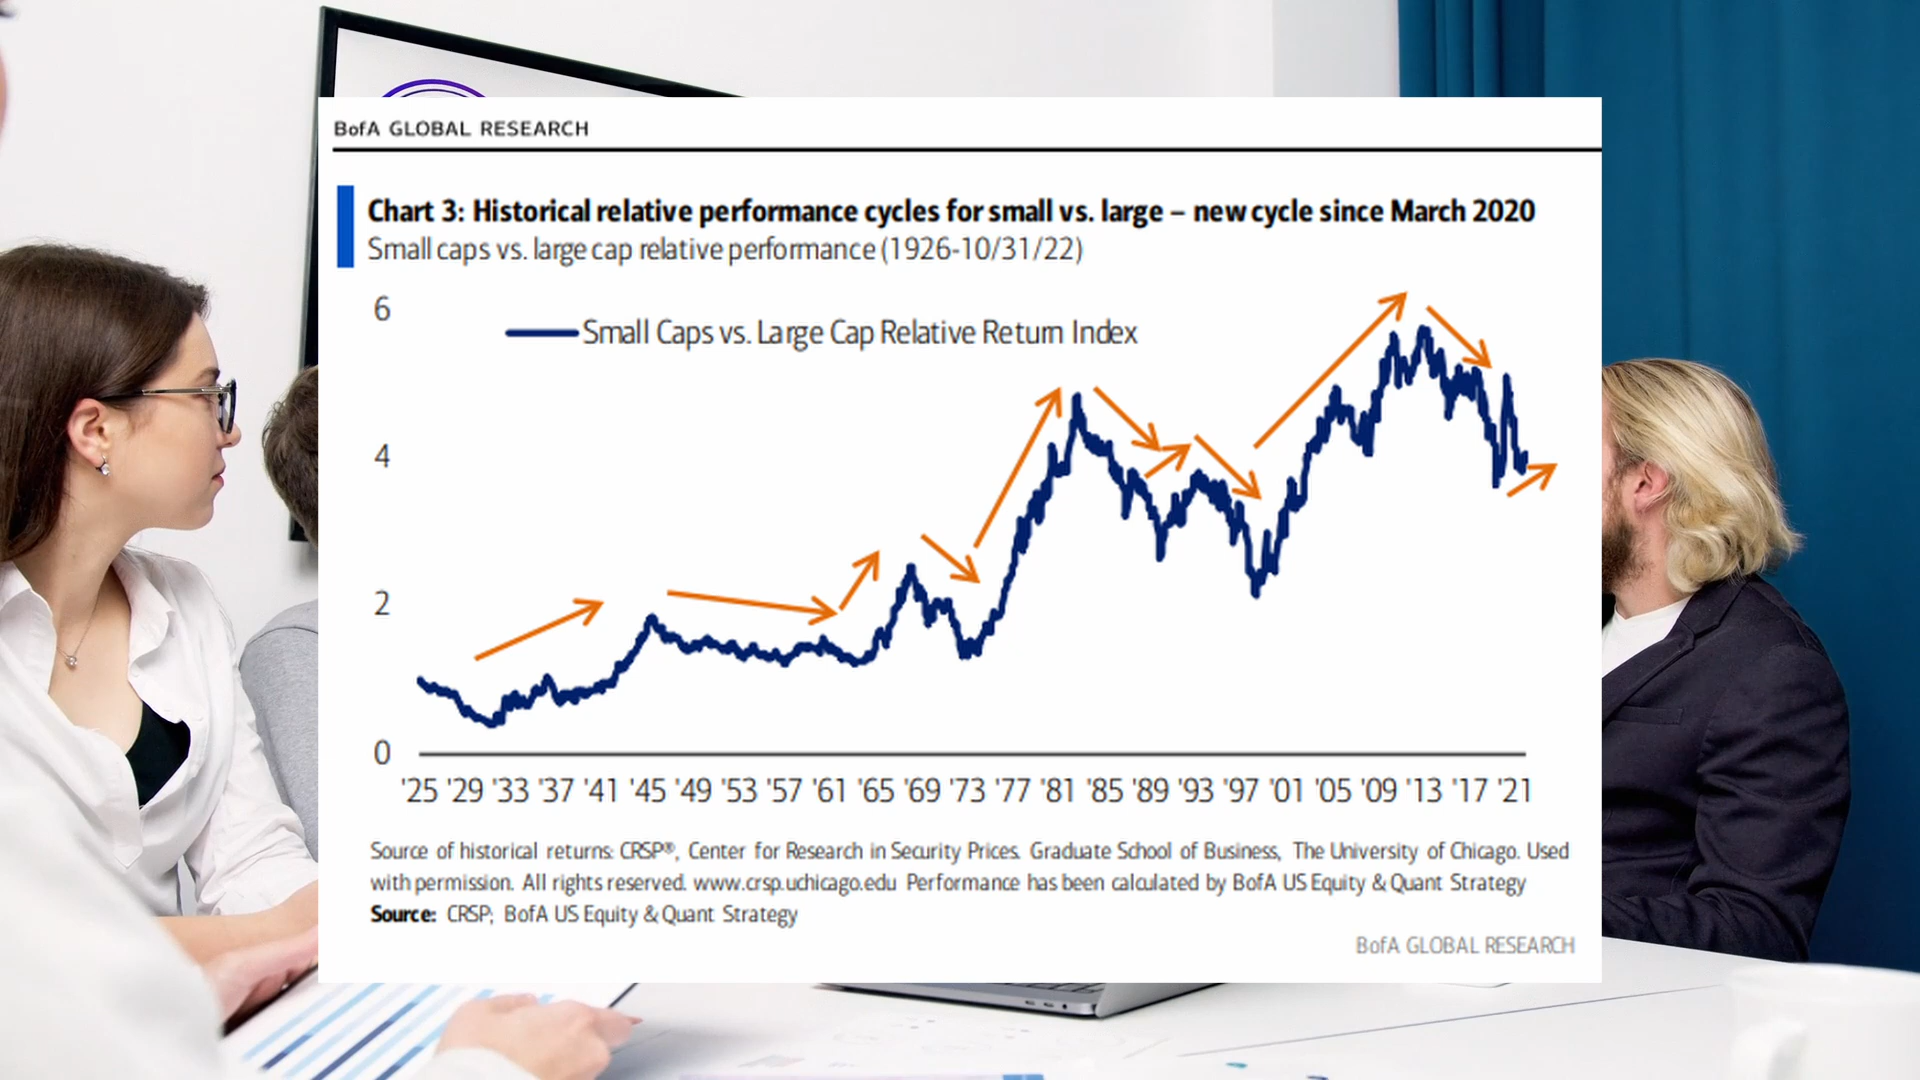 BofA GLOBAL RESEARCH
Chart 3: Historical relative performance cycles for small vs. large – new cycle since March 2020
Small caps vs. large cap relative performance (1926-10/31/22)
6
Small Caps vs. Large Cap Relative Return Index
4
2
0
'25 '29 '33 '37 '41 '45 '49 '53 '57 '61 '65 '69 '73 '77 '81 '85 '89 '93 '97 '01 '05 '09 '13 '17 '21
Source of historical returns: CRSP®, Center for Research in Security Prices. Graduate School of Business, The University of Chicago. Used
with permission. All rights reserved. www.crsp.uchicago.edu Performance has been calculated by BofA US Equity & Quant Strategy
Source: CRSP; BofA US Equity & Quant Strategy
BofA GLOBAL RESEARCH